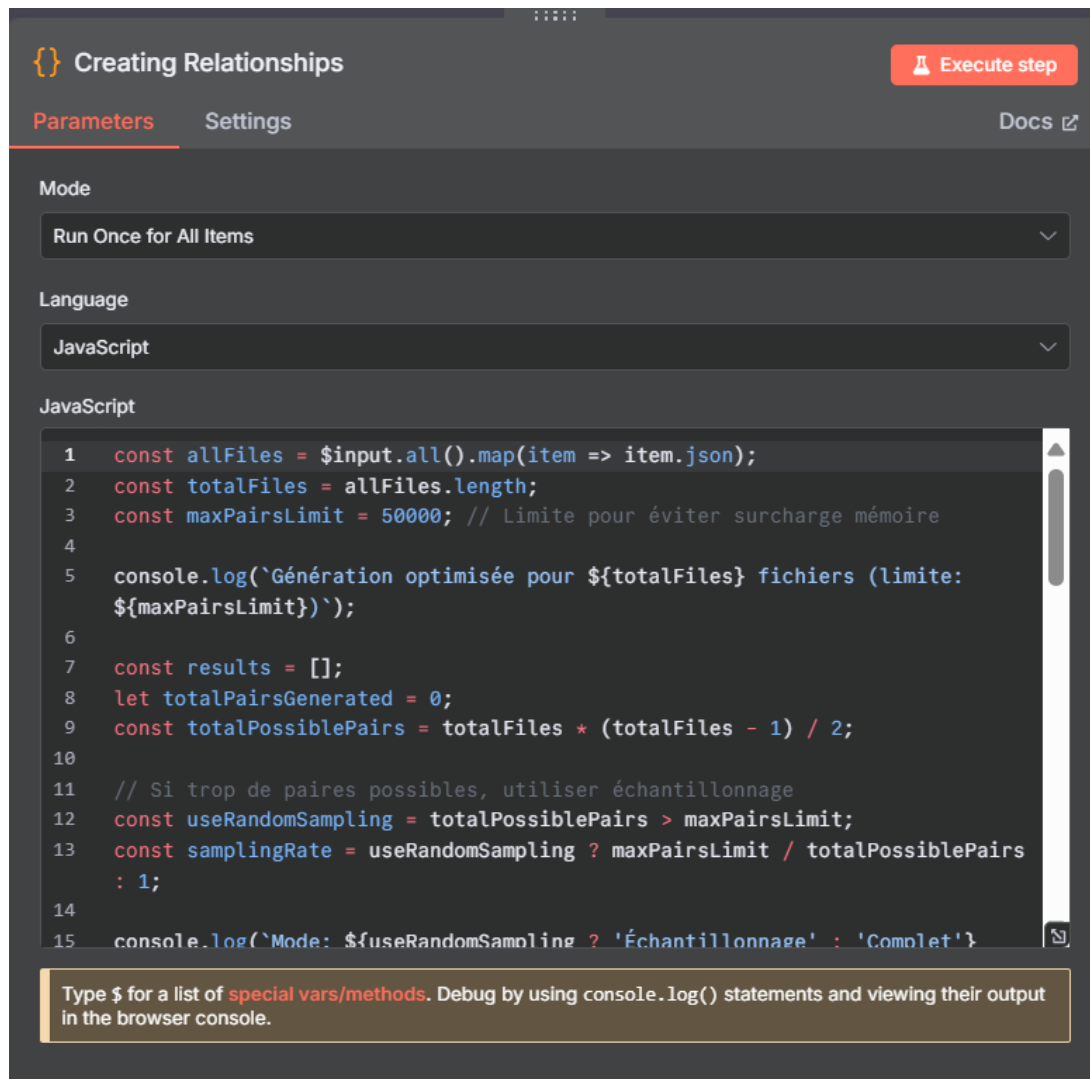 {} Creating Relationships
Execute step
Parameters
Settings
Docs
Mode
Run Once for All Items
Language
JavaScript
JavaScript
1 const allFiles = $input.all().map(item => item.json);
2 const totalFiles = allFiles.length;
3 const maxPairsLimit = 50000; // Limite pour éviter surcharge mémoire
4
5 console.log(`Génération optimisée pour ${totalFiles} fichiers (limite:
${maxPairsLimit})`);
6
7 const results = [];
8 let totalPairsGenerated = 0;
9 const totalPossiblePairs = totalFiles * (totalFiles - 1) / 2;
10
11 // Si trop de paires possibles, utiliser échantillonnage
12 const useRandomSampling = totalPossiblePairs > maxPairsLimit;
13 const samplingRate = useRandomSampling ? maxPairsLimit / totalPossiblePairs
: 1;
14
15 console.log(`Mode: ${useRandomSampling ? 'Échantillonnage' : 'Complet'}
Type $ for a list of special vars/methods. Debug by using console.log() statements and viewing their output
in the browser console.